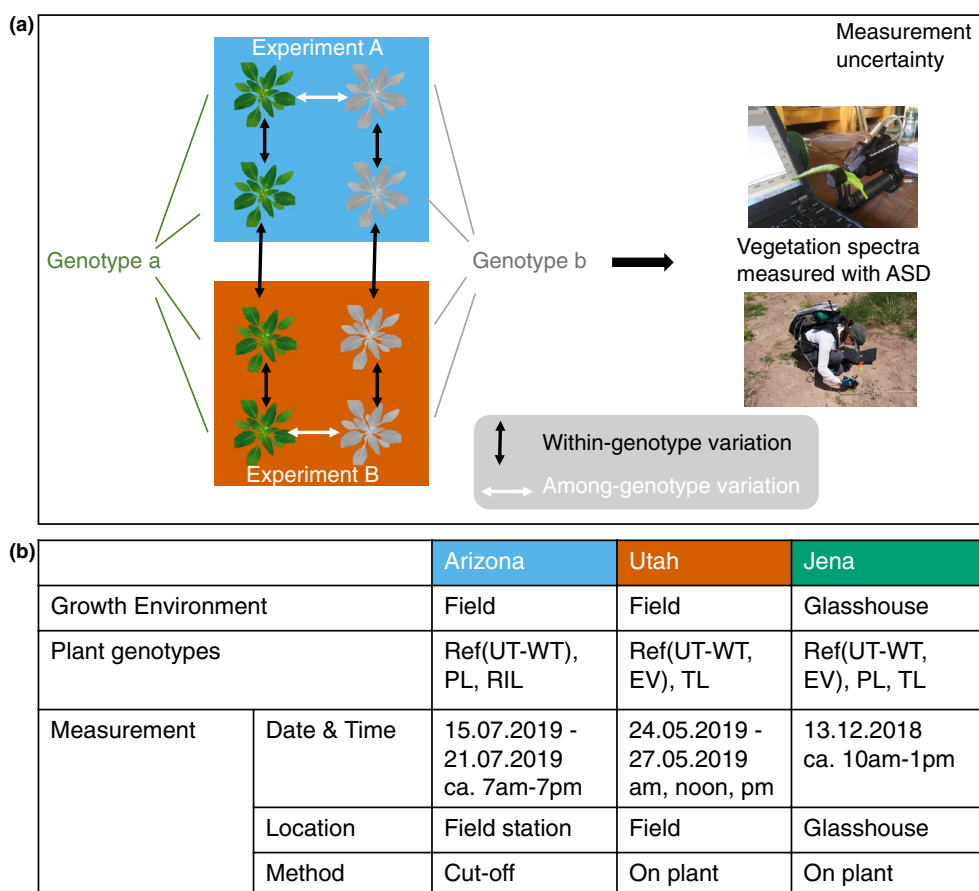 (a)
Experiment A
Measurement
uncertainty
Genotype a
Genotype b
Vegetation spectra
measured with ASD
Experiment B
Within-genotype variation
Among-genotype variation
(b)
Arizona Utah Jena
Growth Environment Field Field Glasshouse
Plant genotypes Ref(UT-WT), Ref(UT-WT, Ref(UT-WT,
PL, RIL EV), TL EV), PL, TL
Measurement Date & Time 15.07.2019 - 24.05.2019 - 13.12.2018
21.07.2019 27.05.2019 ca. 10am-1pm
ca. 7am-7pm am, noon, pm
Location Field station Field Glasshouse
Method Cut-off On plant On plant